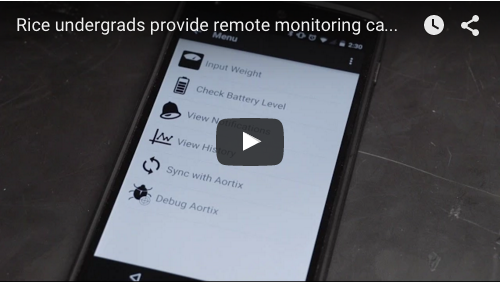 Rice undergrads provide remote monitoring ca...
2:30
Menu
Input Weight
Check Battery Level
View
View History
Sync with Aortix
Debug Aortix